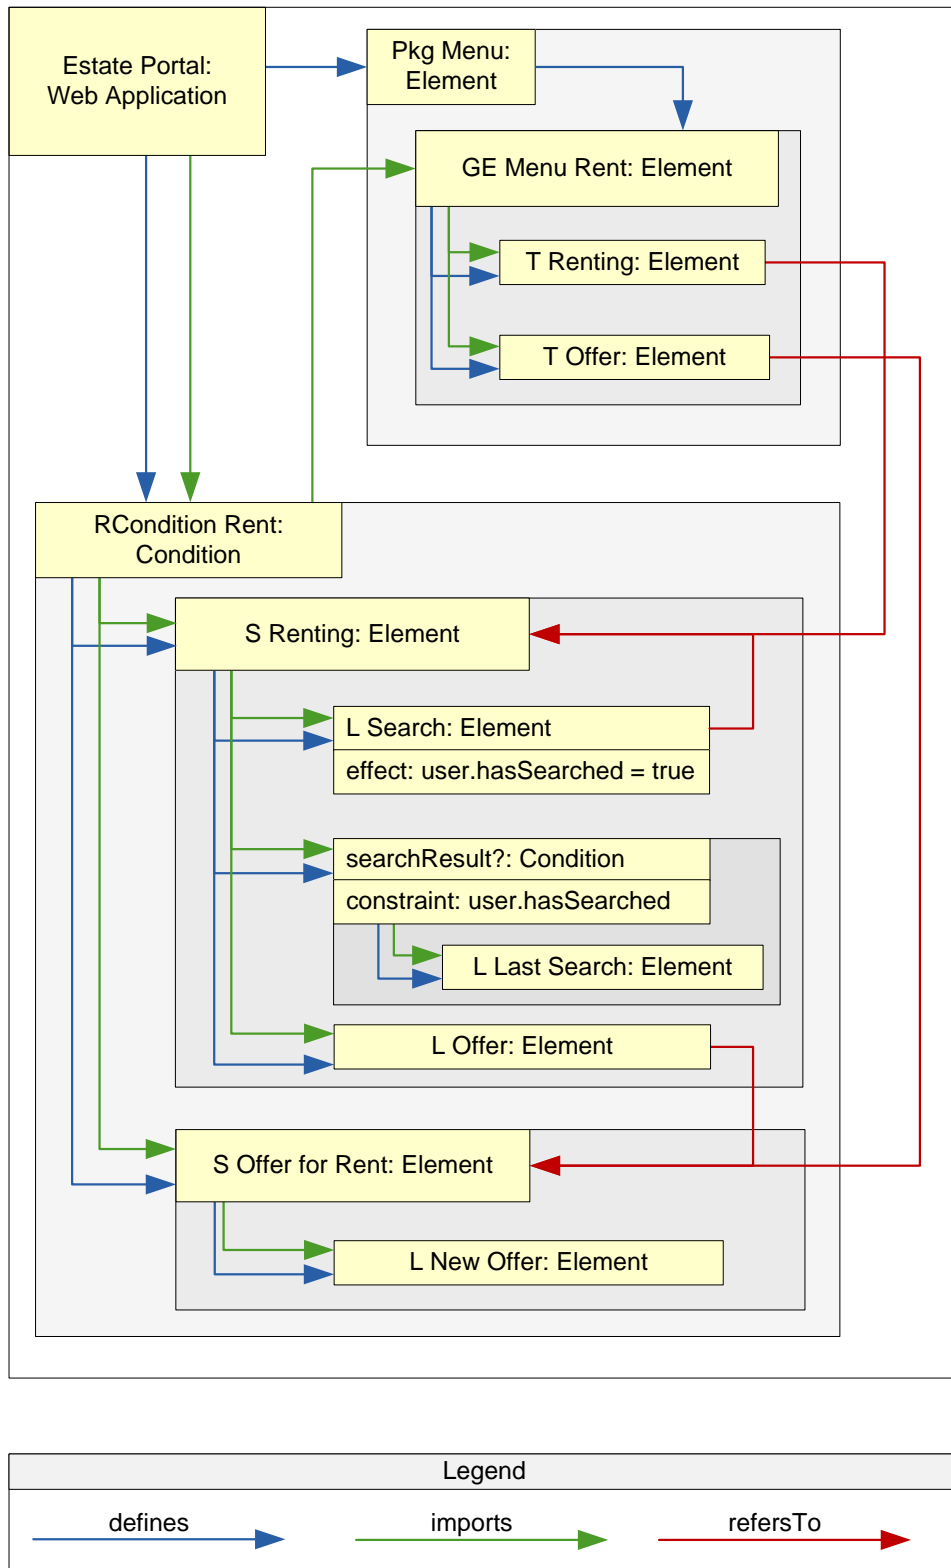 Estate Portal:
Web Application
Pkg Menu:
Element
GE Menu Rent: Element
T Renting: Element
T Offer: Element
RCondition Rent:
Condition
S Renting: Element
L Search: Element
effect: user.hasSearched = true
searchResult?: Condition
constraint: user.hasSearched
L Last Search: Element
L Offer: Element
S Offer for Rent: Element
L New Offer: Element
Legend
defines
imports
refersTo